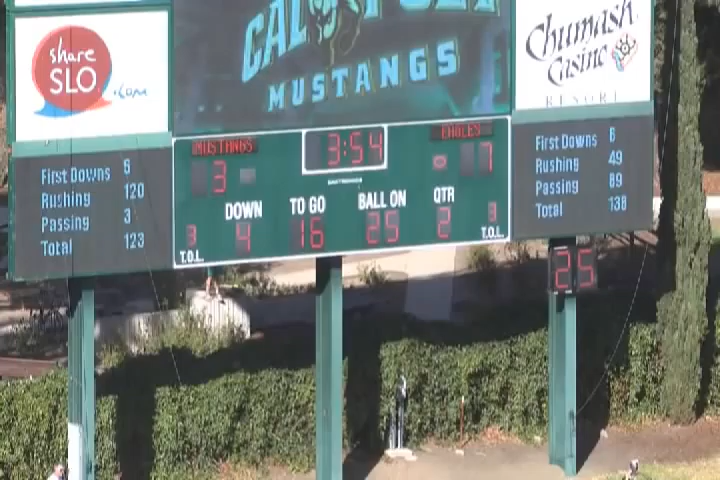 share
SLO
.com
CAL POLY
MUSTANGS
Chumash
Casino
RESORT
First Downs 6
Rushing 120
Passing 3
Total 123
MUSTANGS 3:54 EAGLES
3 7
DOWN TO GO BALL ON QTR
3 4 16 25 2 3
T.O.L. T.O.L.
First Downs 6
Rushing 49
Passing 89
Total 138
25